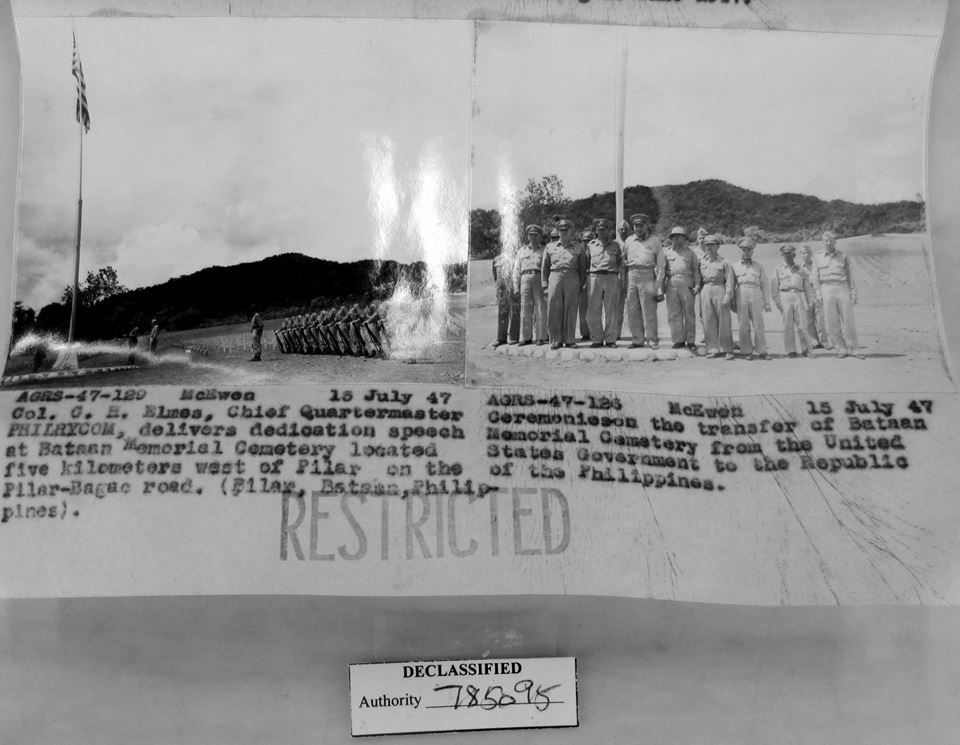 AGRS-47-129 McEwen 15 July 47
Col. C. H. Elmes, Chief Quartermaster
PHILRYCOM, delivers dedication speech
at Bataan Memorial Cemetery located
five kilometers west of Pilar on the
Pilar-Bagac road. (Pilar, Bataan, Philip-
pines).
AGRS-47-126 McEwen 15 July 47
Ceremonies on the transfer of Bataan
Memorial Cemetery from the United
States Government to the Republic
of the Philippines.
RESTRICTED
DECLASSIFIED
Authority 785095